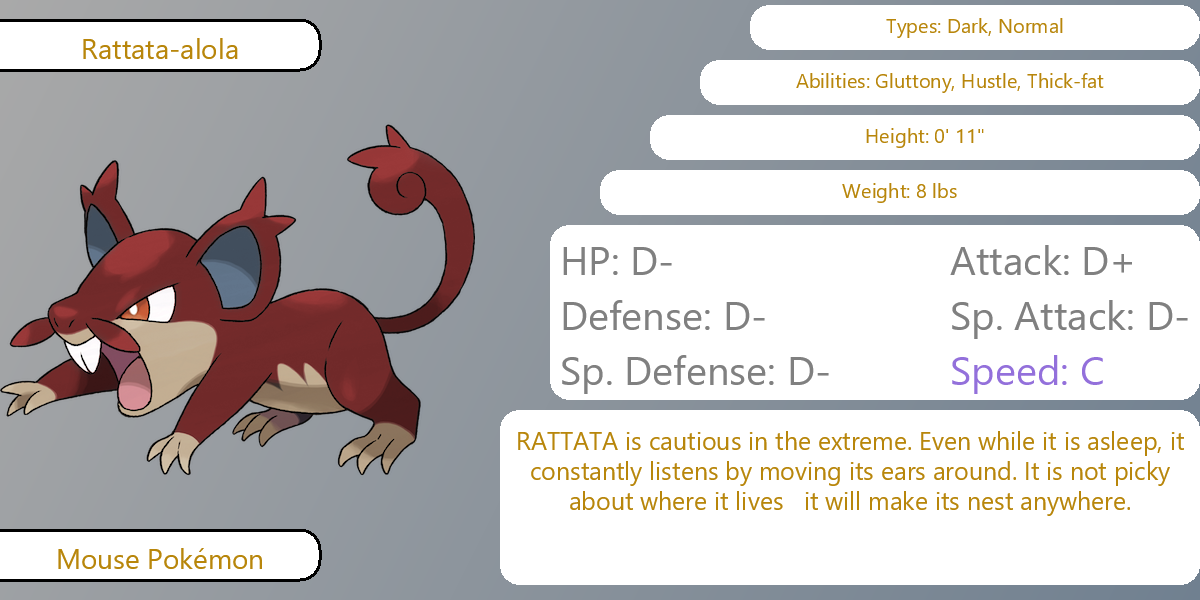 Rattata-alola
Types: Dark, Normal
Abilities: Gluttony, Hustle, Thick-fat
Height: 0' 11"
Weight: 8 lbs
HP: D-
Attack: D+
Defense: D-
Sp. Attack: D-
Sp. Defense: D-
Speed: C
RATTATA is cautious in the extreme. Even while it is asleep, it
constantly listens by moving its ears around. It is not picky
about where it lives   it will make its nest anywhere.
Mouse Pokémon